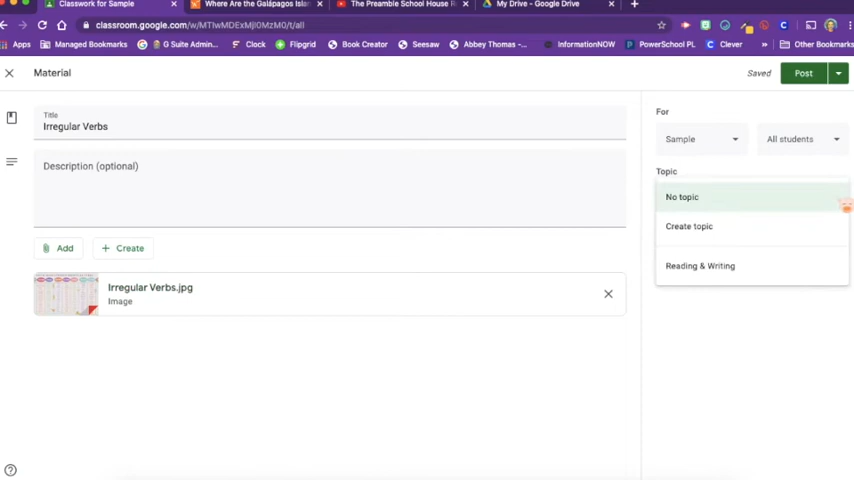 Classwork for Sample
Where Are the Galápagos Islan
The Preamble School House R
My Drive - Google Drive
classroom.google.com/w/MTIwMDExMjI0MzM0/t/all
Apps
Managed Bookmarks
G Suite Admin...
Clock
Flipgrid
Book Creator
Seesaw
Abbey Thomas -...
InformationNOW
PowerSchool PL
Clever
»
Other Bookmarks
Material
Saved
Post
Title
Irregular Verbs
Description (optional)
Add
Create
Irregular Verbs.jpg
Image
For
Sample
All students
Topic
No topic
Create topic
Reading & Writing